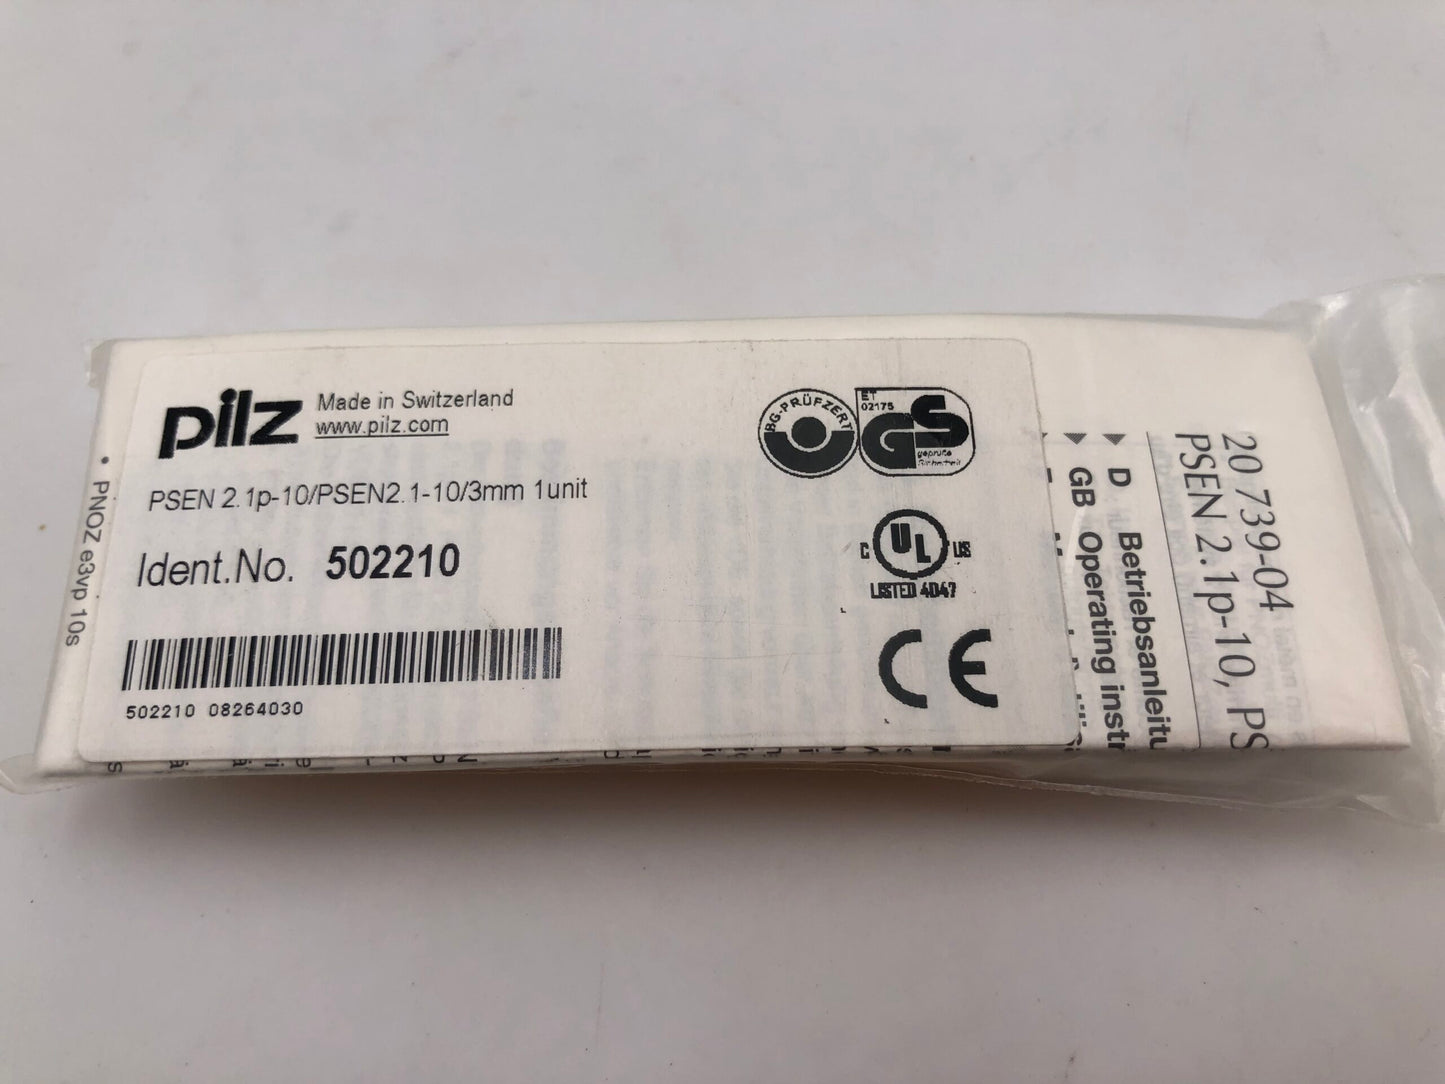 pilz
Made in Switzerland
www.pilz.com
PSEN 2.1p-10/PSEN2.1-10/3mm 1unit
Ident.No. 502210
502210 08264030
BG-PRÜFZERT
ET
02175
GS
geprüfte
Sicherheit
C UL US
LISTED 4D47
CE
• PNOZ e3vp 10s
20 739-04
PSEN 2.1p-10, PS
▶ D Betriebsanleitu
▶ GB Operating instr